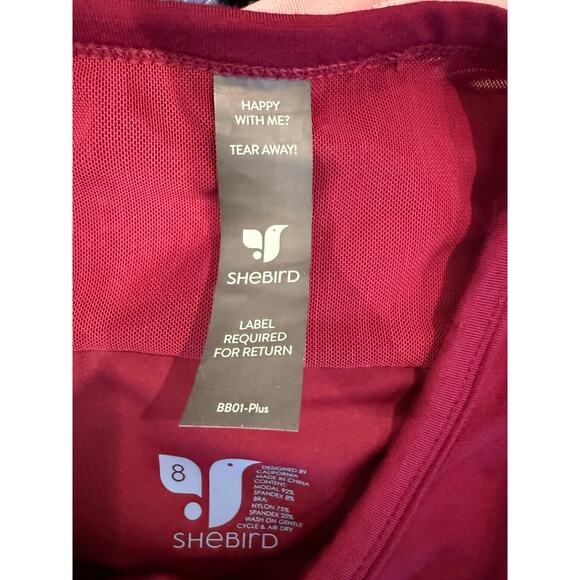 HAPPY
WITH ME?
TEAR AWAY!
SHEBIRD
LABEL
REQUIRED
FOR RETURN
BB01-Plus
8
DESIGNED IN
CALIFORNIA
MADE IN CHINA
CONTENT:
MODAL 92%
SPANDEX 8%
BRA:
NYLON 75%
SPANDEX 25%
WASH ON GENTLE
CYCLE & AIR DRY
SHEBIRD